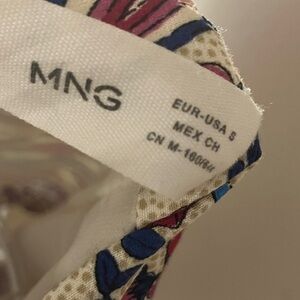 MNG
EUR-USA S
MEX CH
CN M-160/84